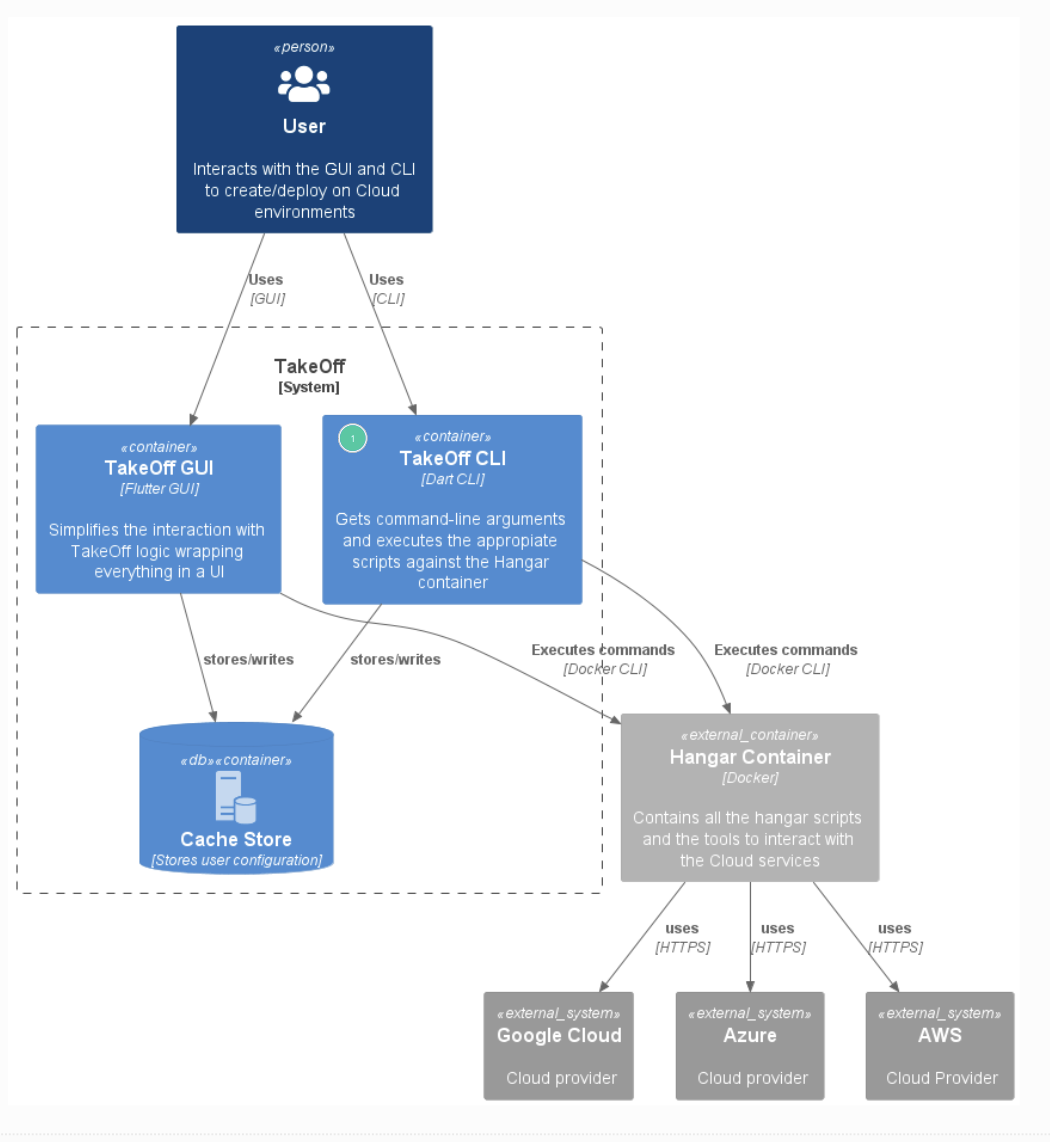 «person»
User
Interacts with the GUI and CLI
to create/deploy on Cloud
environments
Uses
[GUI]
Uses
[CLI]
TakeOff
[System]
«container»
TakeOff GUI
[Flutter GUI]
Simplifies the interaction with
TakeOff logic wrapping
everything in a UI
1
«container»
TakeOff CLI
[Dart CLI]
Gets command-line arguments
and executes the appropiate
scripts against the Hangar
container
stores/writes
stores/writes
Executes commands
[Docker CLI]
Executes commands
[Docker CLI]
«db»«container»
Cache Store
[Stores user configuration]
«external_container»
Hangar Container
[Docker]
Contains all the hangar scripts
and the tools to interact with
the Cloud services
uses
[HTTPS]
uses
[HTTPS]
uses
[HTTPS]
«external_system»
Google Cloud
Cloud provider
«external_system»
Azure
Cloud provider
«external_system»
AWS
Cloud Provider